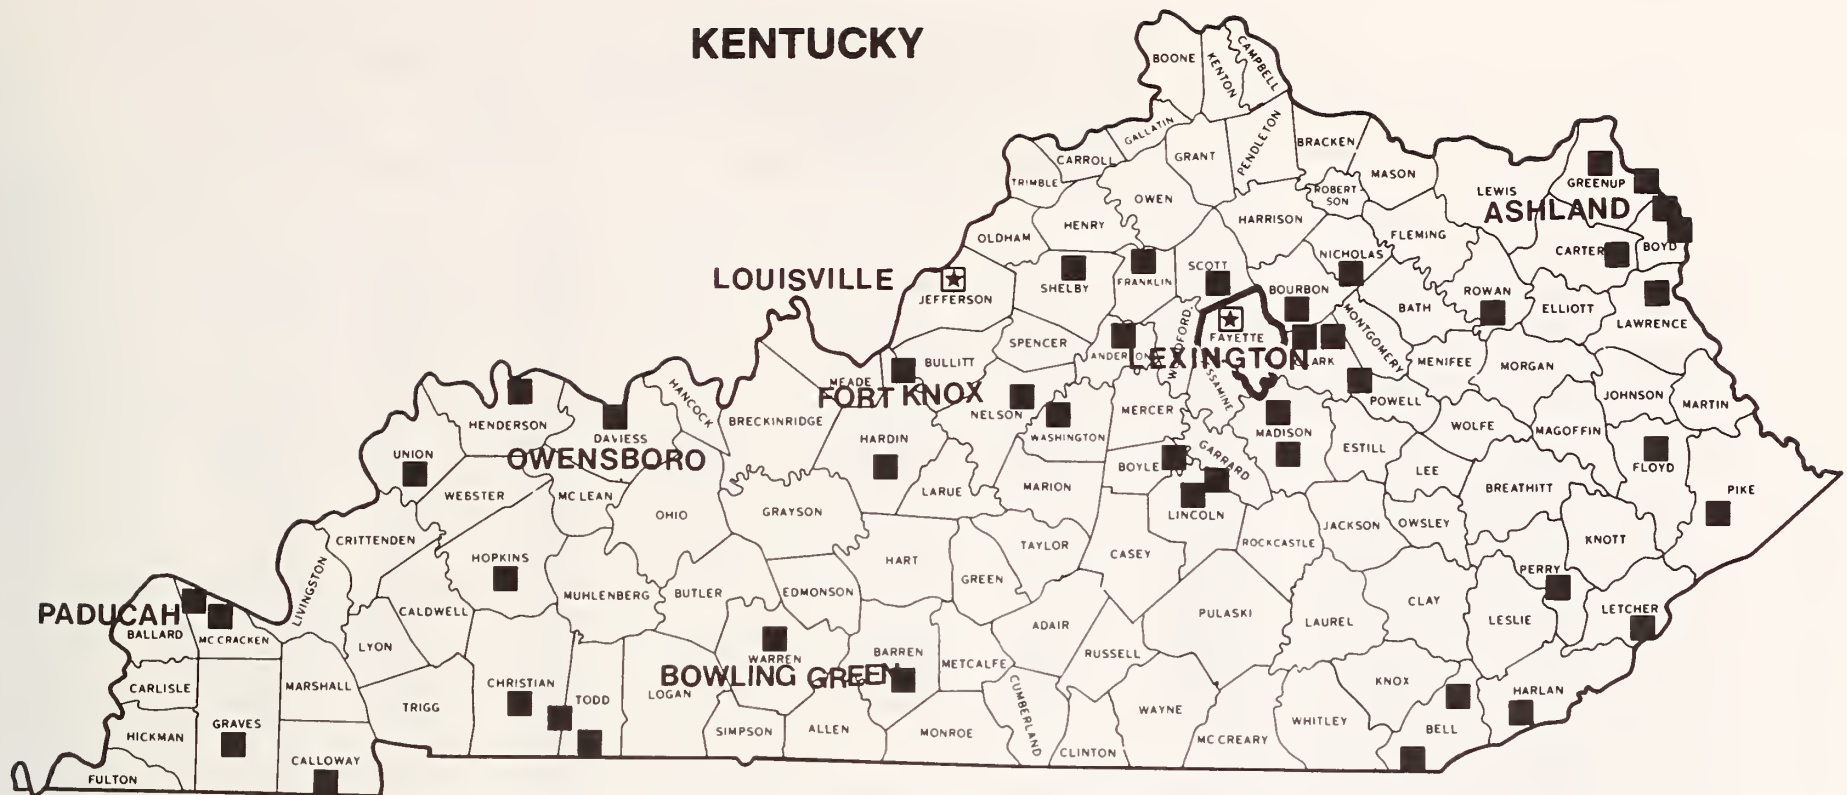 KENTUCKY
BOONE
KENTON
CAMPBELL
GALLATIN
PENDLETON
BRACKEN
CARROLL
GRANT
MASON
TRIMBLE
ROBERT-
SON
LEWIS
GREENUP
OWEN
ASHLAND
HENRY
HARRISON
OLDHAM
FLEMING
CARTER
BOYD
NICHOLAS
LOUISVILLE
SCOTT
JEFFERSON
SHELBY
FRANKLIN
BOURBON
ROWAN
BATH
ELLIOTT
LAWRENCE
WOODFORD
FAYETTE
MONTGOMERY
SPENCER
ANDERSON
LEXINGTON
CLARK
MENIFEE
MORGAN
BULLITT
MEADE
FORT KNOX
JESSAMINE
HANCOCK
JOHNSON
MARTIN
POWELL
NELSON
MERCER
BRECKINRIDGE
HENDERSON
DAVIESS
HARDIN
WASHINGTON
MADISON
WOLFE
MAGOFFIN
UNION
OWENSBORO
GARRARD
ESTILL
BOYLE
LEE
FLOYD
WEBSTER
MC LEAN
LARUE
MARION
BREATHITT
PIKE
OHIO
GRAYSON
LINCOLN
JACKSON
OWSLEY
CRITTENDEN
TAYLOR
ROCKCASTLE
KNOTT
HOPKINS
HART
CASEY
LIVINGSTON
GREEN
PERRY
MUHLENBERG
BUTLER
EDMONSON
CLAY
PADUCAH
CALDWELL
PULASKI
LETCHER
BALLARD
MC CRACKEN
ADAIR
LAUREL
LESLIE
LYON
WARREN
BARREN
METCALFE
RUSSELL
BOWLING GREEN
CARLISLE
MARSHALL
CHRISTIAN
TODD
LOGAN
KNOX
HARLAN
TRIGG
CUMBERLAND
WAYNE
HICKMAN
GRAVES
SIMPSON
ALLEN
MONROE
WHITLEY
BELL
MC CREARY
CLINTON
CALLOWAY
FULTON